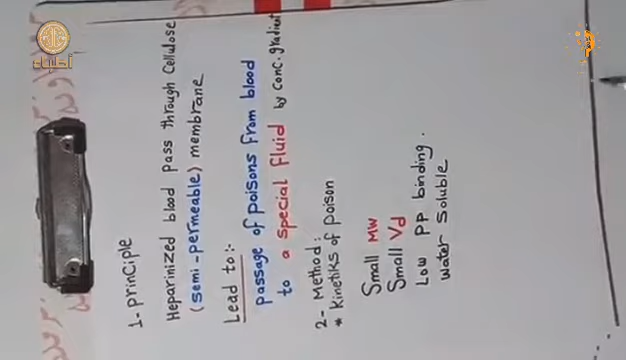 أطباء
1- principle
Heparinized blood pass through cellulose
(semi-permeable) membrane
Lead to:-
passage of poisons from blood
to a special fluid by conc. gradient
2- Method:
* Kinetiks of poison
Small MW
Small Vd
Low PP binding.
water soluble